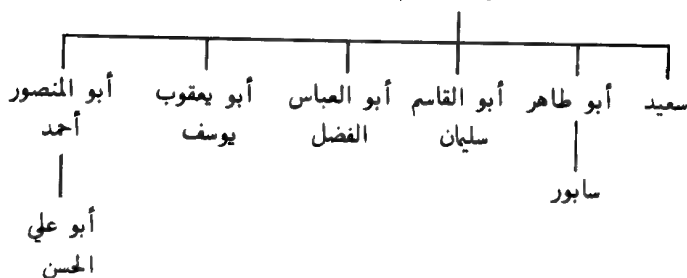 سعيد أبو طاهر أبو القاسم أبو العباس أبو يعقوب أبو المنصور
سليمان الفضل يوسف أحمد
سابور
أبو علي
الحسن